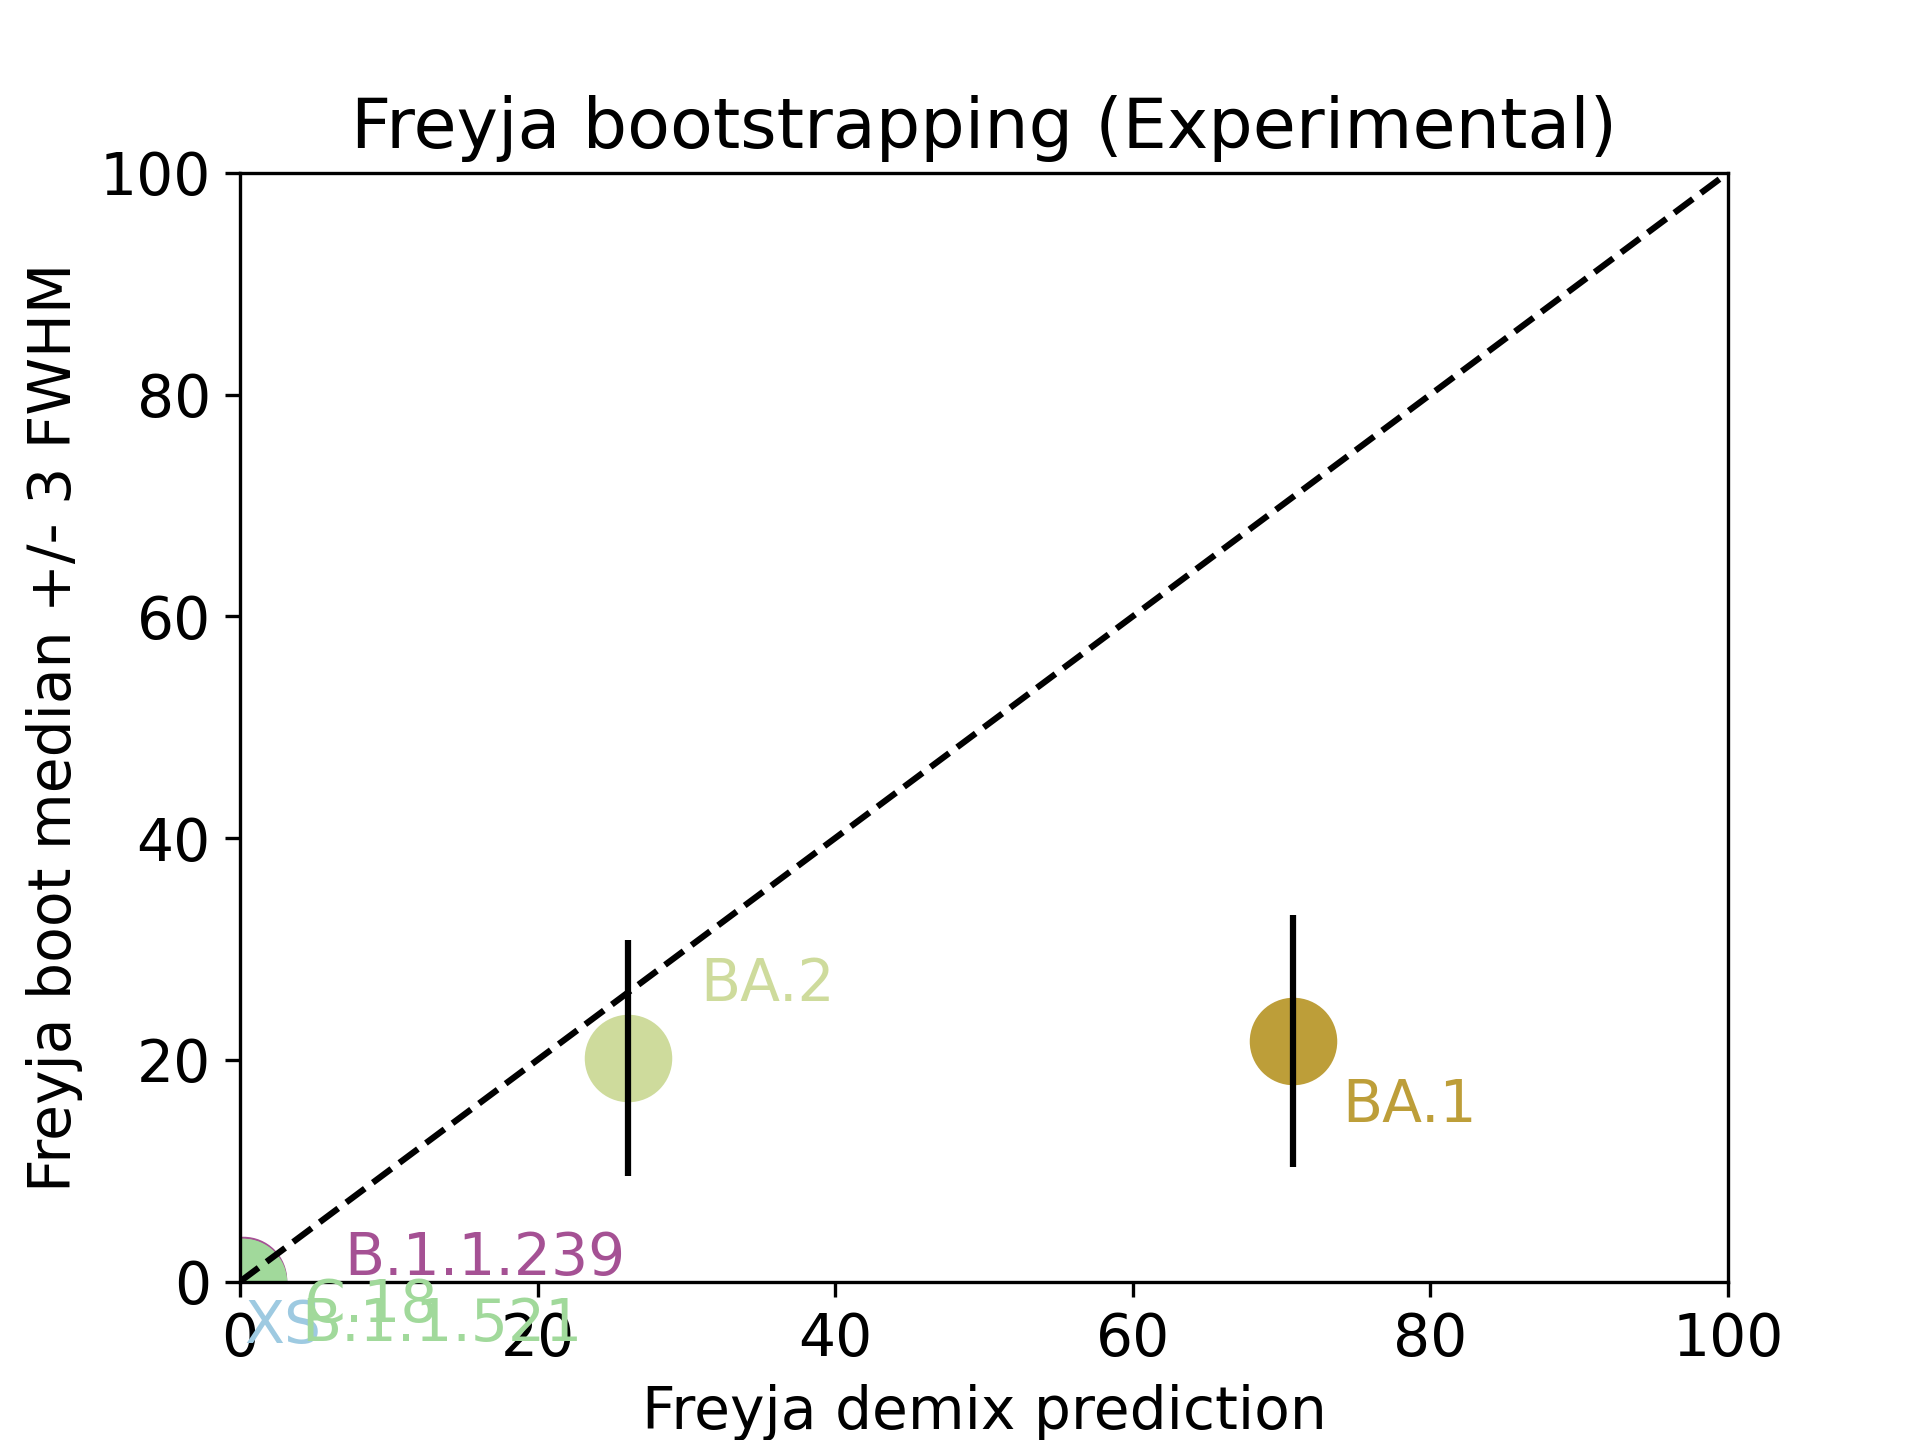 Freyja bootstrapping (Experimental)
100
80
60
40
20
0
Freyja boot median +/- 3 FWHM
BA.2
BA.1
B.1.1.239
C.18
XS
B.1.1.521
0
20
40
60
80
100
Freyja demix prediction